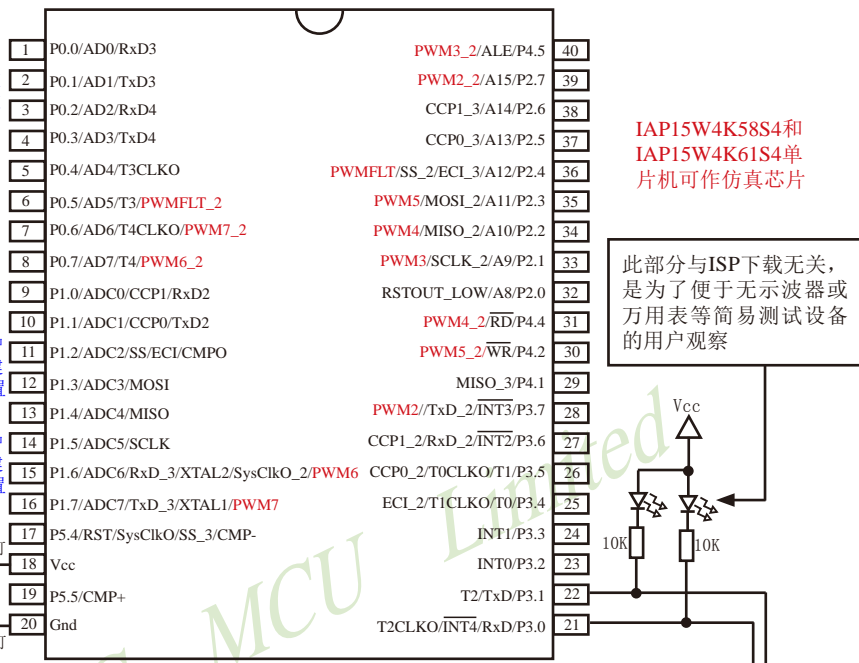 1 P0.0/AD0/RxD3
2 P0.1/AD1/TxD3
3 P0.2/AD2/RxD4
4 P0.3/AD3/TxD4
5 P0.4/AD4/T3CLKO
6 P0.5/AD5/T3/PWMFLT_2
7 P0.6/AD6/T4CLKO/PWM7_2
8 P0.7/AD7/T4/PWM6_2
9 P1.0/ADC0/CCP1/RxD2
10 P1.1/ADC1/CCP0/TxD2
11 P1.2/ADC2/SS/ECI/CMPO
12 P1.3/ADC3/MOSI
13 P1.4/ADC4/MISO
14 P1.5/ADC5/SCLK
15 P1.6/ADC6/RxD_3/XTAL2/SysClkO_2/PWM6
16 P1.7/ADC7/TxD_3/XTAL1/PWM7
17 P5.4/RST/SysClkO/SS_3/CMP-
18 Vcc
19 P5.5/CMP+
20 Gnd
PWM3_2/ALE/P4.5 40
PWM2_2/A15/P2.7 39
CCP1_3/A14/P2.6 38
CCP0_3/A13/P2.5 37
PWMFLT/SS_2/ECI_3/A12/P2.4 36
PWM5/MOSI_2/A11/P2.3 35
PWM4/MISO_2/A10/P2.2 34
PWM3/SCLK_2/A9/P2.1 33
RSTOUT_LOW/A8/P2.0 32
PWM4_2/RD/P4.4 31
PWM5_2/WR/P4.2 30
MISO_3/P4.1 29
PWM2//TxD_2/INT3/P3.7 28
CCP1_2/RxD_2/INT2/P3.6 27
CCP0_2/T0CLKO/T1/P3.5 26
ECI_2/T1CLKO/T0/P3.4 25
INT1/P3.3 24
INT0/P3.2 23
T2/TxD/P3.1 22
T2CLKO/INT4/RxD/P3.0 21
IAP15W4K58S4和
IAP15W4K61S4单
片机可作仿真芯片
此部分与ISP下载无关，
是为了便于无示波器或
万用表等简易测试设备
的用户观察
Vcc
10K
10K
MCU Limited